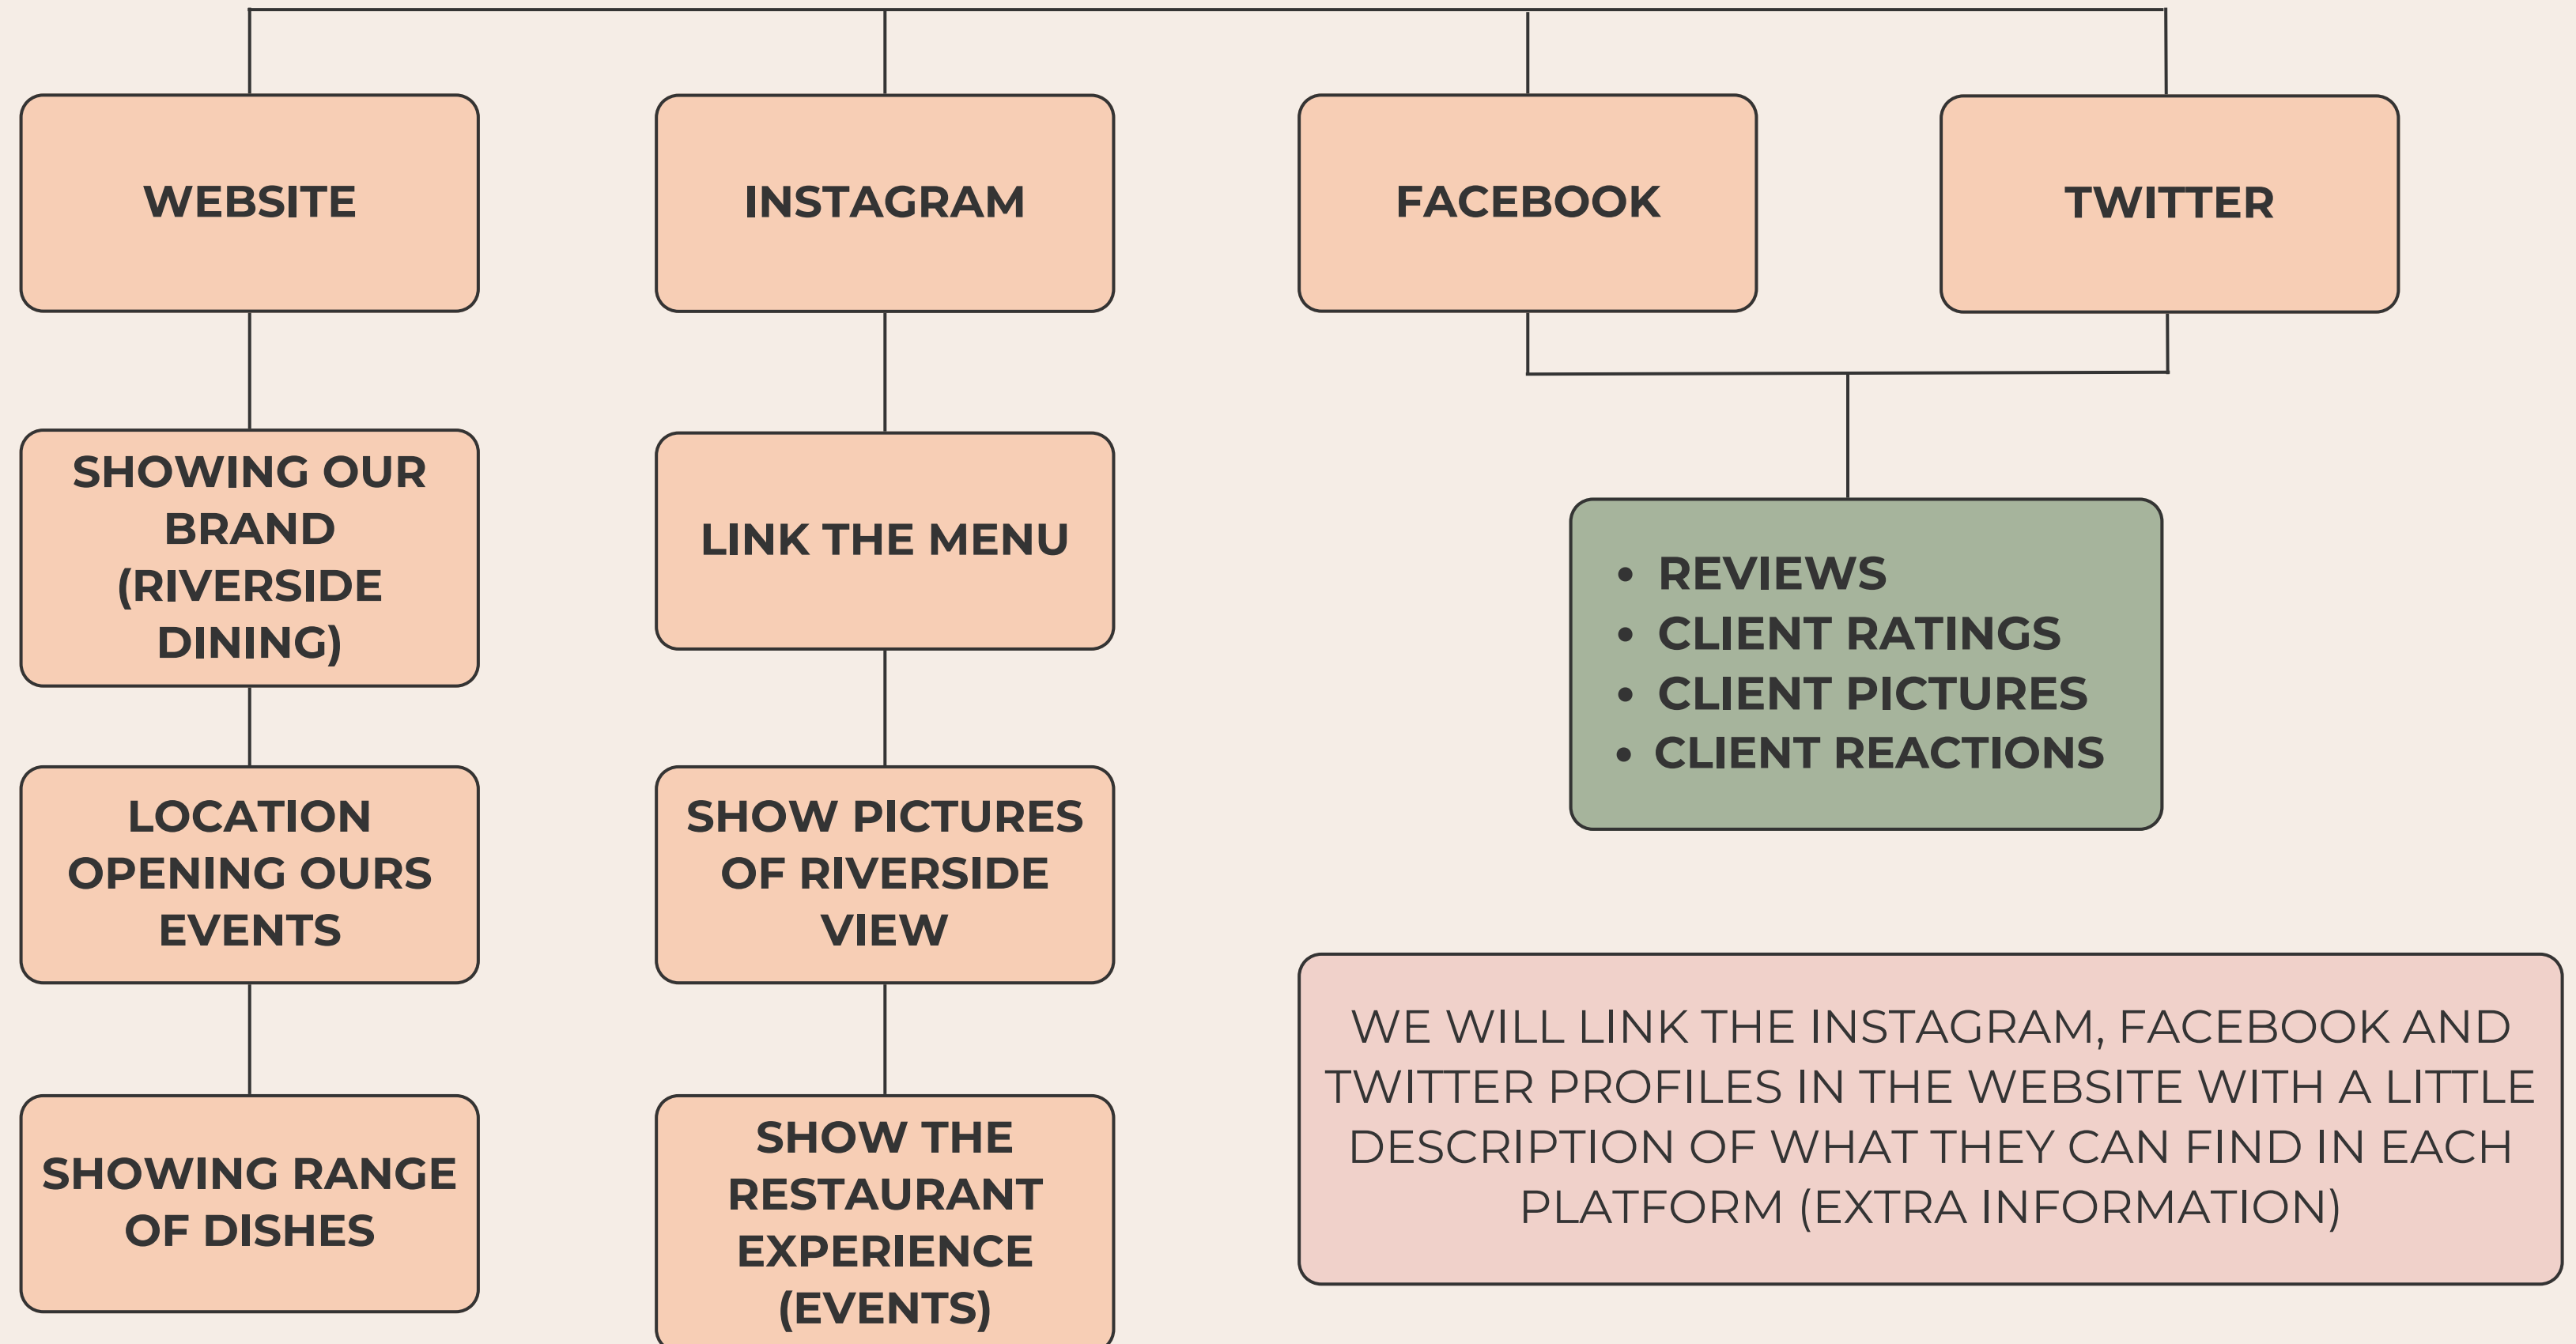 WEBSITE
INSTAGRAM
FACEBOOK
TWITTER
SHOWING OUR
BRAND
(RIVERSIDE
DINING)
LOCATION
OPENING OURS
EVENTS
SHOWING RANGE
OF DISHES
LINK THE MENU
SHOW PICTURES
OF RIVERSIDE
VIEW
SHOW THE
RESTAURANT
EXPERIENCE
(EVENTS)
• REVIEWS
• CLIENT RATINGS
• CLIENT PICTURES
• CLIENT REACTIONS
WE WILL LINK THE INSTAGRAM, FACEBOOK AND
TWITTER PROFILES IN THE WEBSITE WITH A LITTLE
DESCRIPTION OF WHAT THEY CAN FIND IN EACH
PLATFORM (EXTRA INFORMATION)